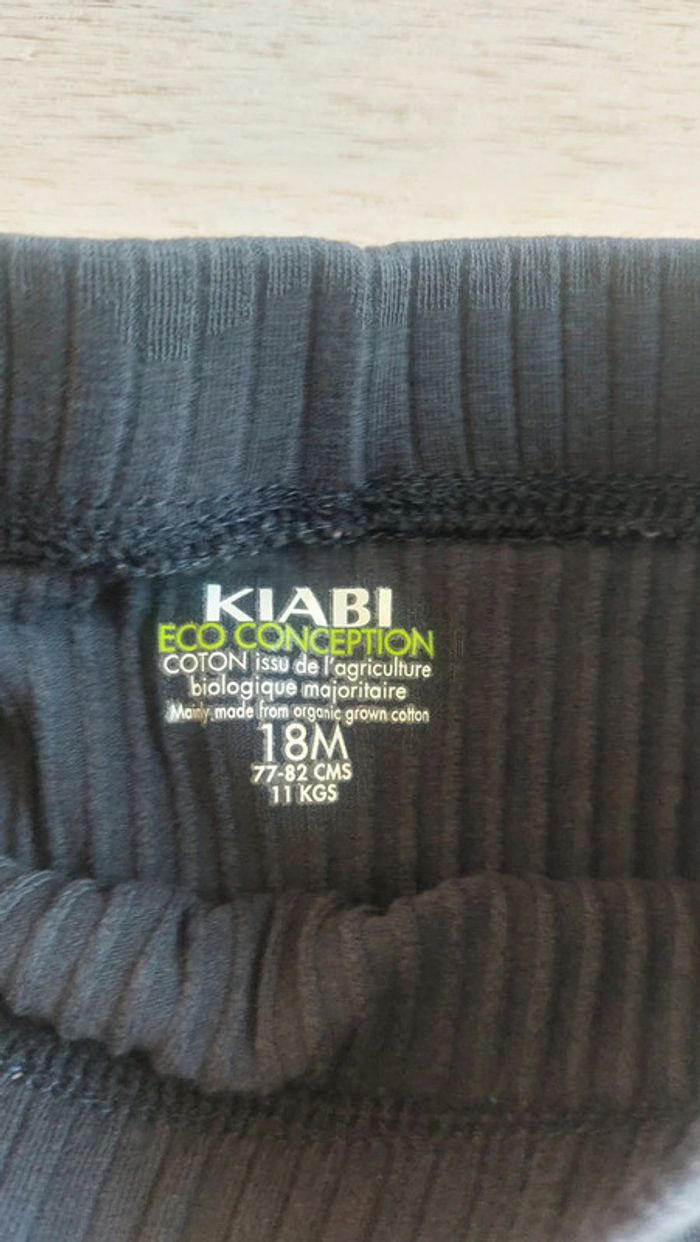 KIABI
ECO CONCEPTION
COTON issu de l'agriculture
biologique majoritaire
Mainly made from organic grown cotton
18M
77-82 CMS
11 KGS